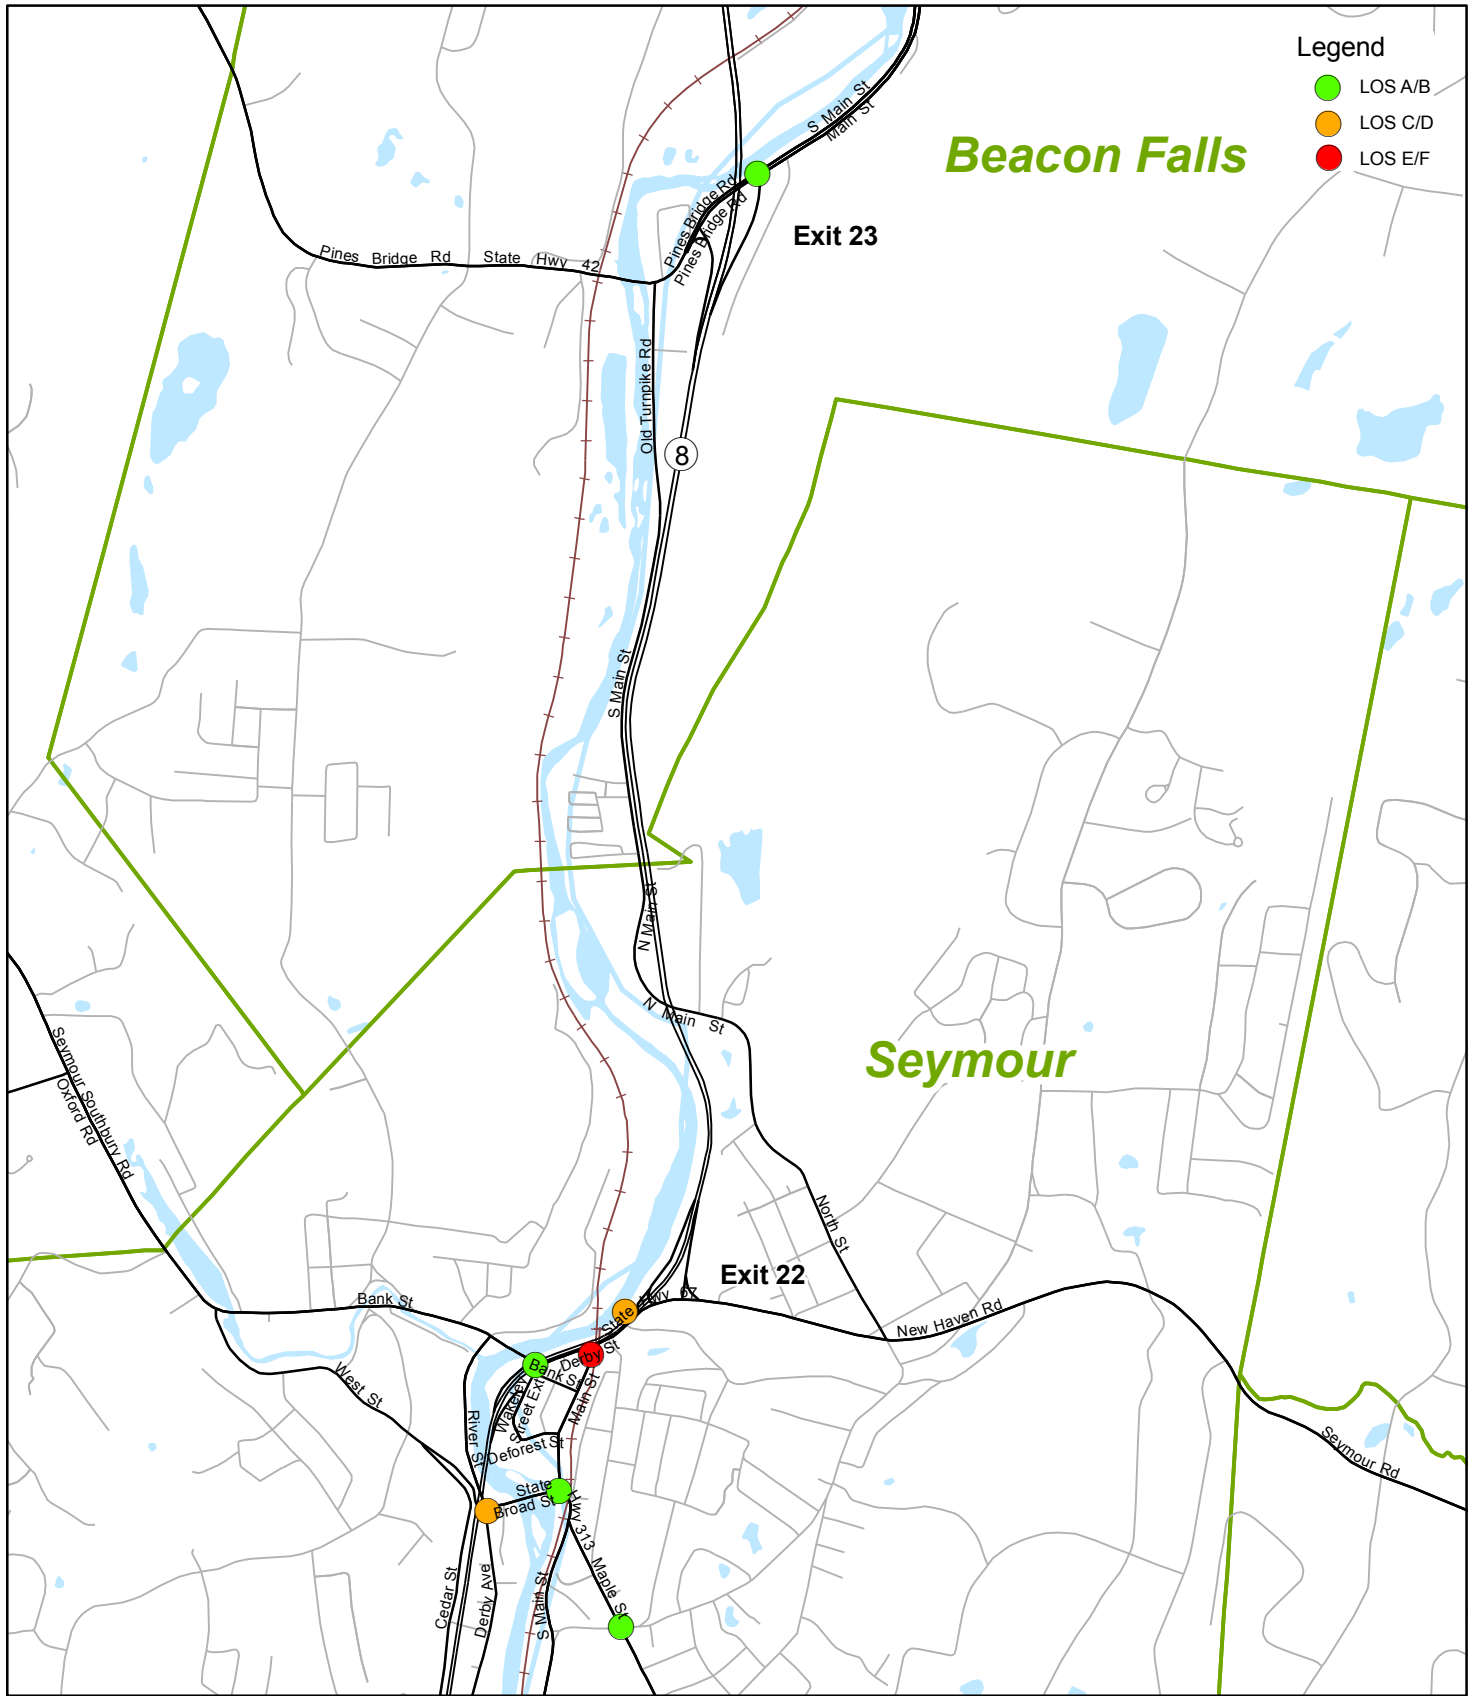 Legend
LOS A/B
LOS C/D
LOS E/F
S Main St
Main St
Beacon Falls
Pines Bridge Rd
Pines Bridge Rd
Exit 23
Pines Bridge Rd State Hwy 42
Old Turnpike Rd
8
S Main St
N Main St
N Main St
Seymour
Seymour Southbury Rd
Oxford Rd
North St
Exit 22
Bank St
State Hwy 67
New Haven Rd
Derby St
Bank St
West St
Wakeley
Street Ext
Main St
River St
Deforest St
Seymour Rd
State Hwy 313
Broad St
Maple St
Cedar St
Derby Ave
S Main St